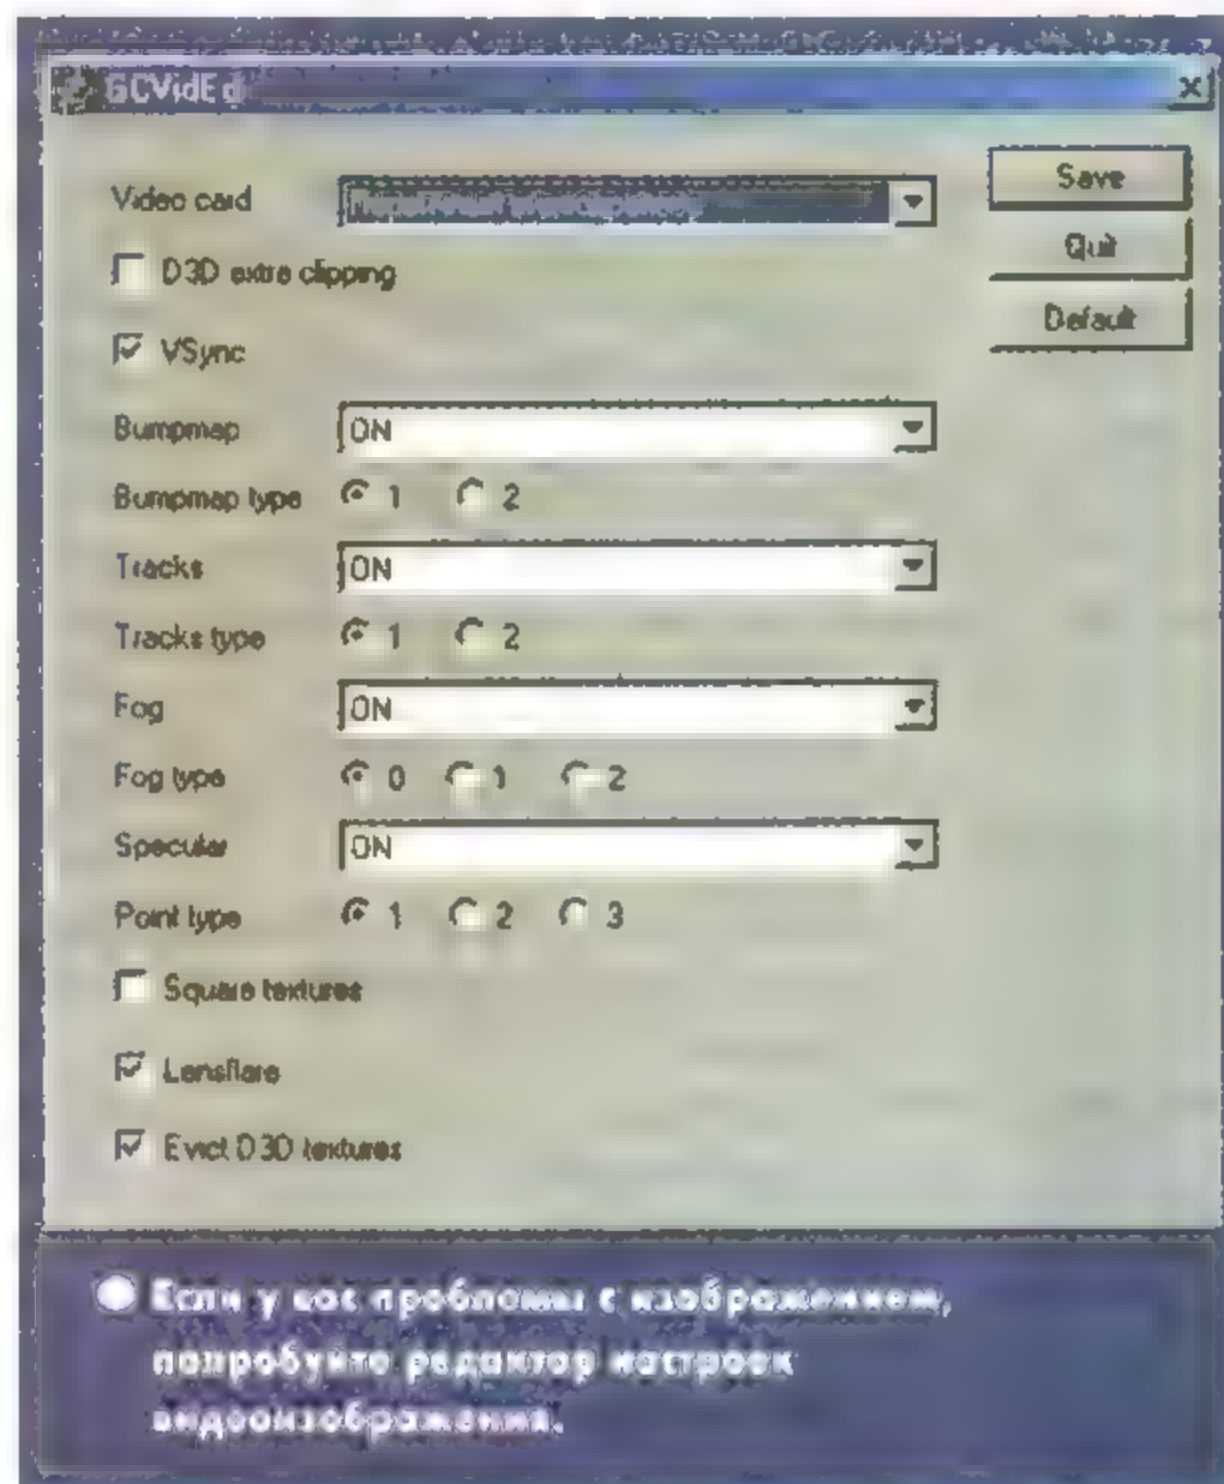 GCVidEd
Video card
Save
D3D extra clipping
Quit
VSync
Default
Bumpmap ON
Bumpmap type 1 2
Tracks ON
Tracks type 1 2
Fog ON
Fog type 0 1 2
Specular ON
Point type 1 2 3
Square textures
Lensflare
Evict D3D textures
Если у вас проблемы с изображением,
попробуйте редактор настроек
видеоизображения.